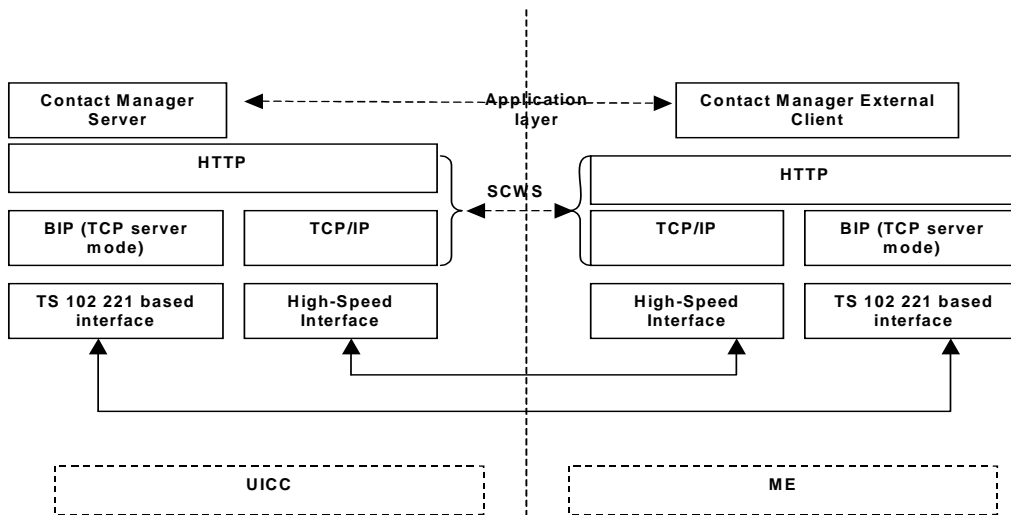 Contact Manager
Server
Application
layer
Contact Manager External
Client
HTTP
HTTP
SCWS
BIP (TCP server
mode)
TCP/IP
TCP/IP
BIP (TCP server
mode)
TS 102 221 based
interface
High-Speed
Interface
High-Speed
Interface
TS 102 221 based
interface
UICC
ME